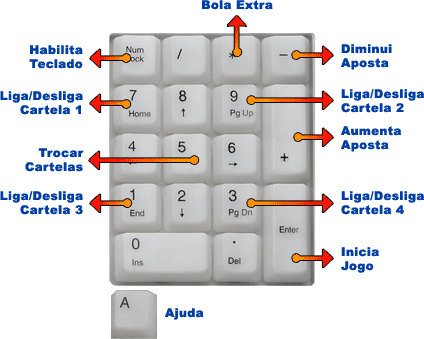 Bola Extra
Habilita
Teclado
Num
Lock
/
*
−
Diminui
Aposta
Liga/Desliga
Cartela 1
7
Home
8
↑
9
Pg Up
Liga/Desliga
Cartela 2
+
Aumenta
Aposta
Trocar
Cartelas
4
←
5
6
→
Liga/Desliga
Cartela 3
1
End
2
↓
3
Pg Dn
Liga/Desliga
Cartela 4
Enter
0
Ins
.
Del
Inicia
Jogo
A
Ajuda